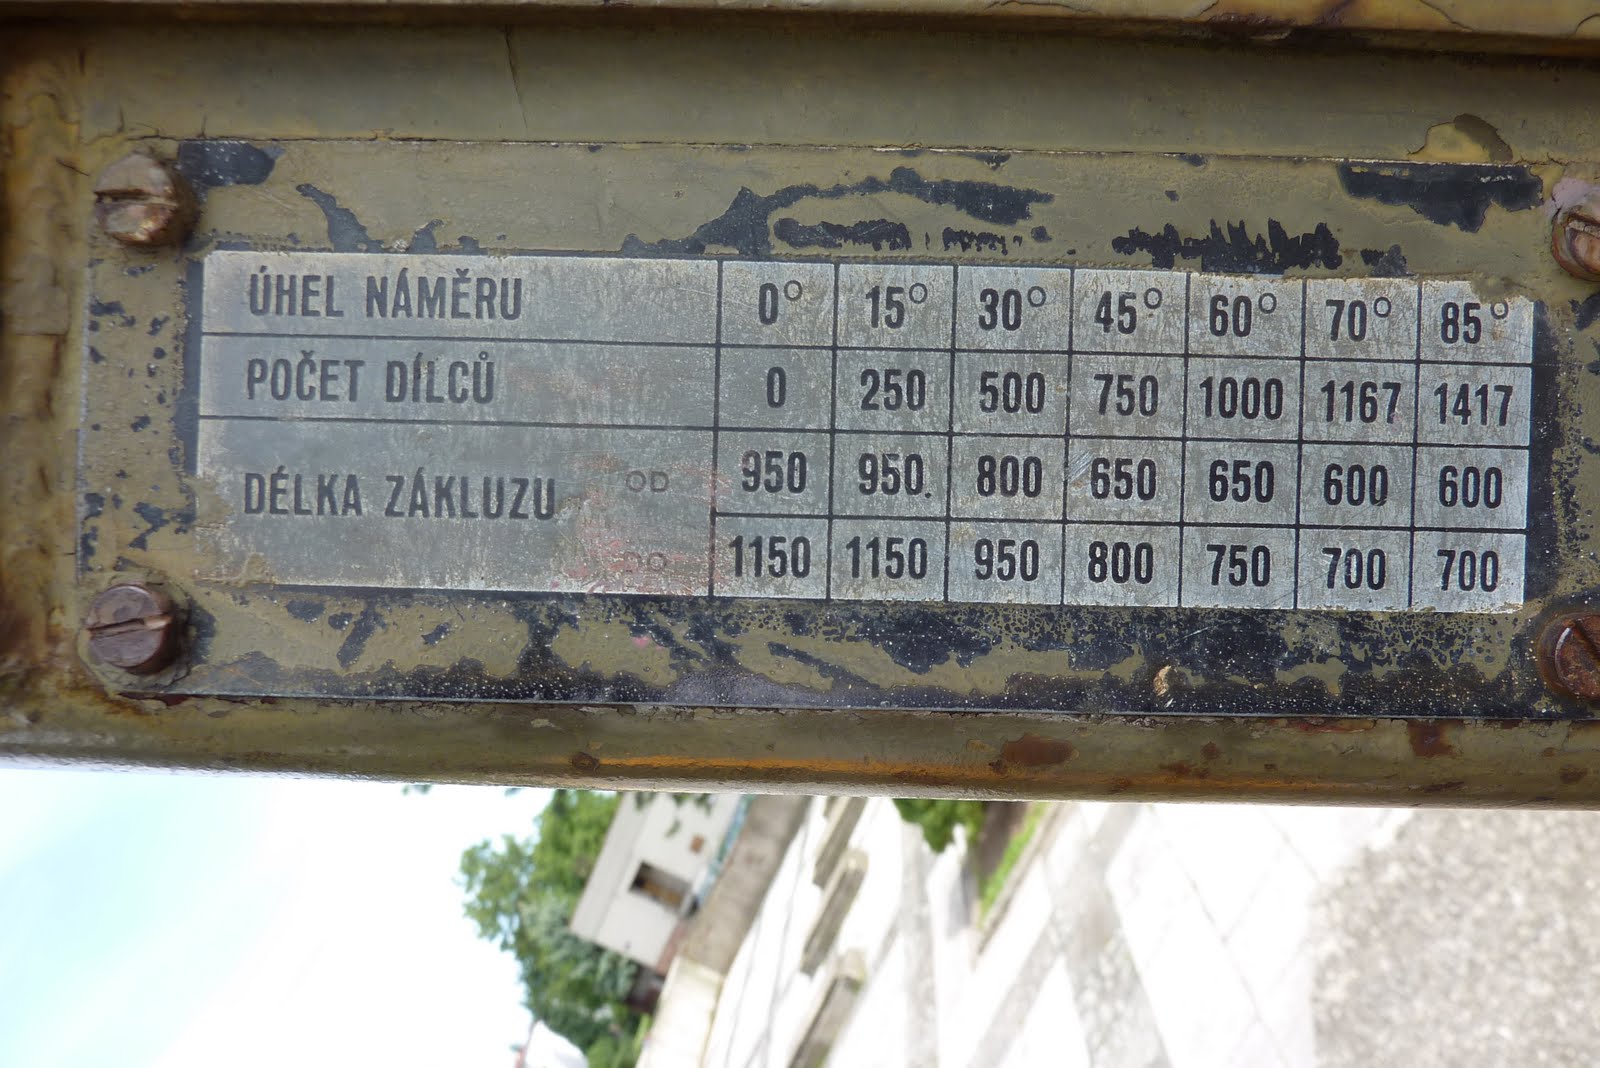 ÚHEL NÁMĚRU 0° 15° 30° 45° 60° 70° 85°
POČET DÍLCŮ 0 250 500 750 1000 1167 1417
DÉLKA ZÁKLUZU OD 950 950 800 650 650 600 600
DO 1150 1150 950 800 750 700 700